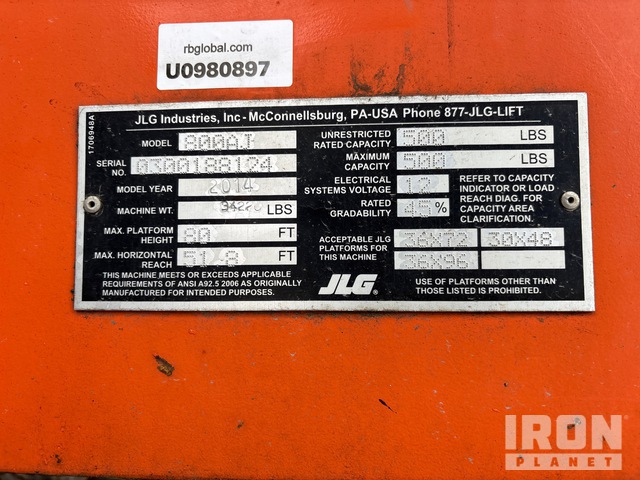 rbglobal.com
U0980897
JLG Industries, Inc - McConnellsburg, PA-USA Phone 877-JLG-LIFT
1706948A
MODEL 800AJ
SERIAL NO. 0300188124
MODEL YEAR 2014
MACHINE WT. LBS
MAX. PLATFORM HEIGHT 80 FT
MAX. HORIZONTAL REACH 51.8 FT
THIS MACHINE MEETS OR EXCEEDS APPLICABLE
REQUIREMENTS OF ANSI A92.5 2006 AS ORIGINALLY
MANUFACTURED FOR INTENDED PURPOSES.
UNRESTRICTED RATED CAPACITY 500 LBS
MAXIMUM CAPACITY 500 LBS
ELECTRICAL SYSTEMS VOLTAGE 12
RATED GRADABILITY 45 %
REFER TO CAPACITY
INDICATOR OR LOAD
REACH DIAG. FOR
CAPACITY AREA
CLARIFICATION.
ACCEPTABLE JLG
PLATFORMS FOR
THIS MACHINE
36X72 30X48
36X96
JLG®
USE OF PLATFORMS OTHER THAN
THOSE LISTED IS PROHIBITED.
IRON
PLANET